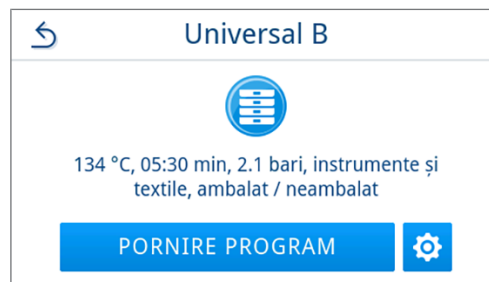 Universal B
134 °C, 05:30 min, 2.1 bari, instrumente și
textile, ambalat / neambalat
PORNIRE PROGRAM